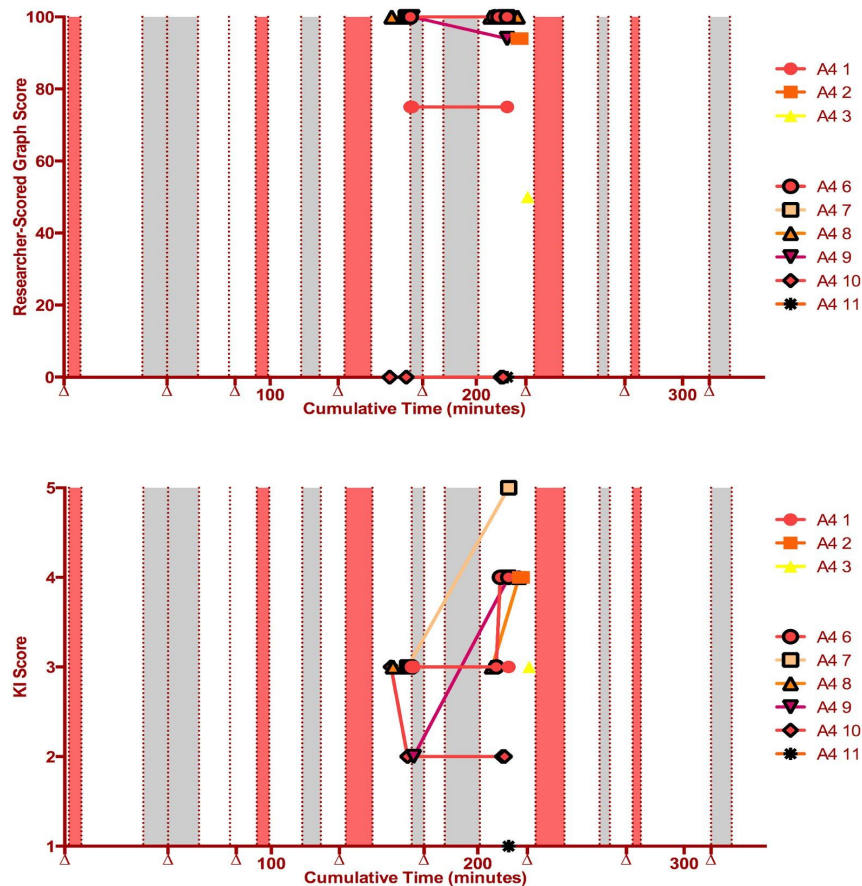 Researcher-Scored Graph Score
100
80
60
40
20
0
100
200
300
Cumulative Time (minutes)
A4 1
A4 2
A4 3
A4 6
A4 7
A4 8
A4 9
A4 10
A4 11
KI Score
5
4
3
2
1
100
200
300
Cumulative Time (minutes)
A4 1
A4 2
A4 3
A4 6
A4 7
A4 8
A4 9
A4 10
A4 11